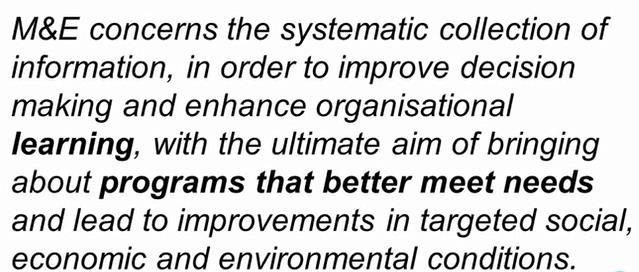 M&E concerns the systematic collection of
information, in order to improve decision
making and enhance organisational
learning, with the ultimate aim of bringing
about programs that better meet needs
and lead to improvements in targeted social,
economic and environmental conditions.